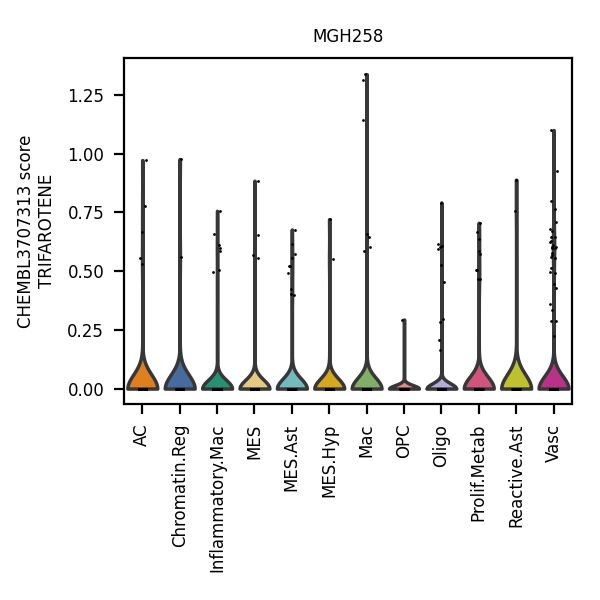 MGH258
CHEMBL3707313 score
TRIFAROTENE
1.25
1.00
0.75
0.50
0.25
0.00
AC
Chromatin.Reg
Inflammatory.Mac
MES
MES.Ast
MES.Hyp
Mac
OPC
Oligo
Prolif.Metab
Reactive.Ast
Vasc